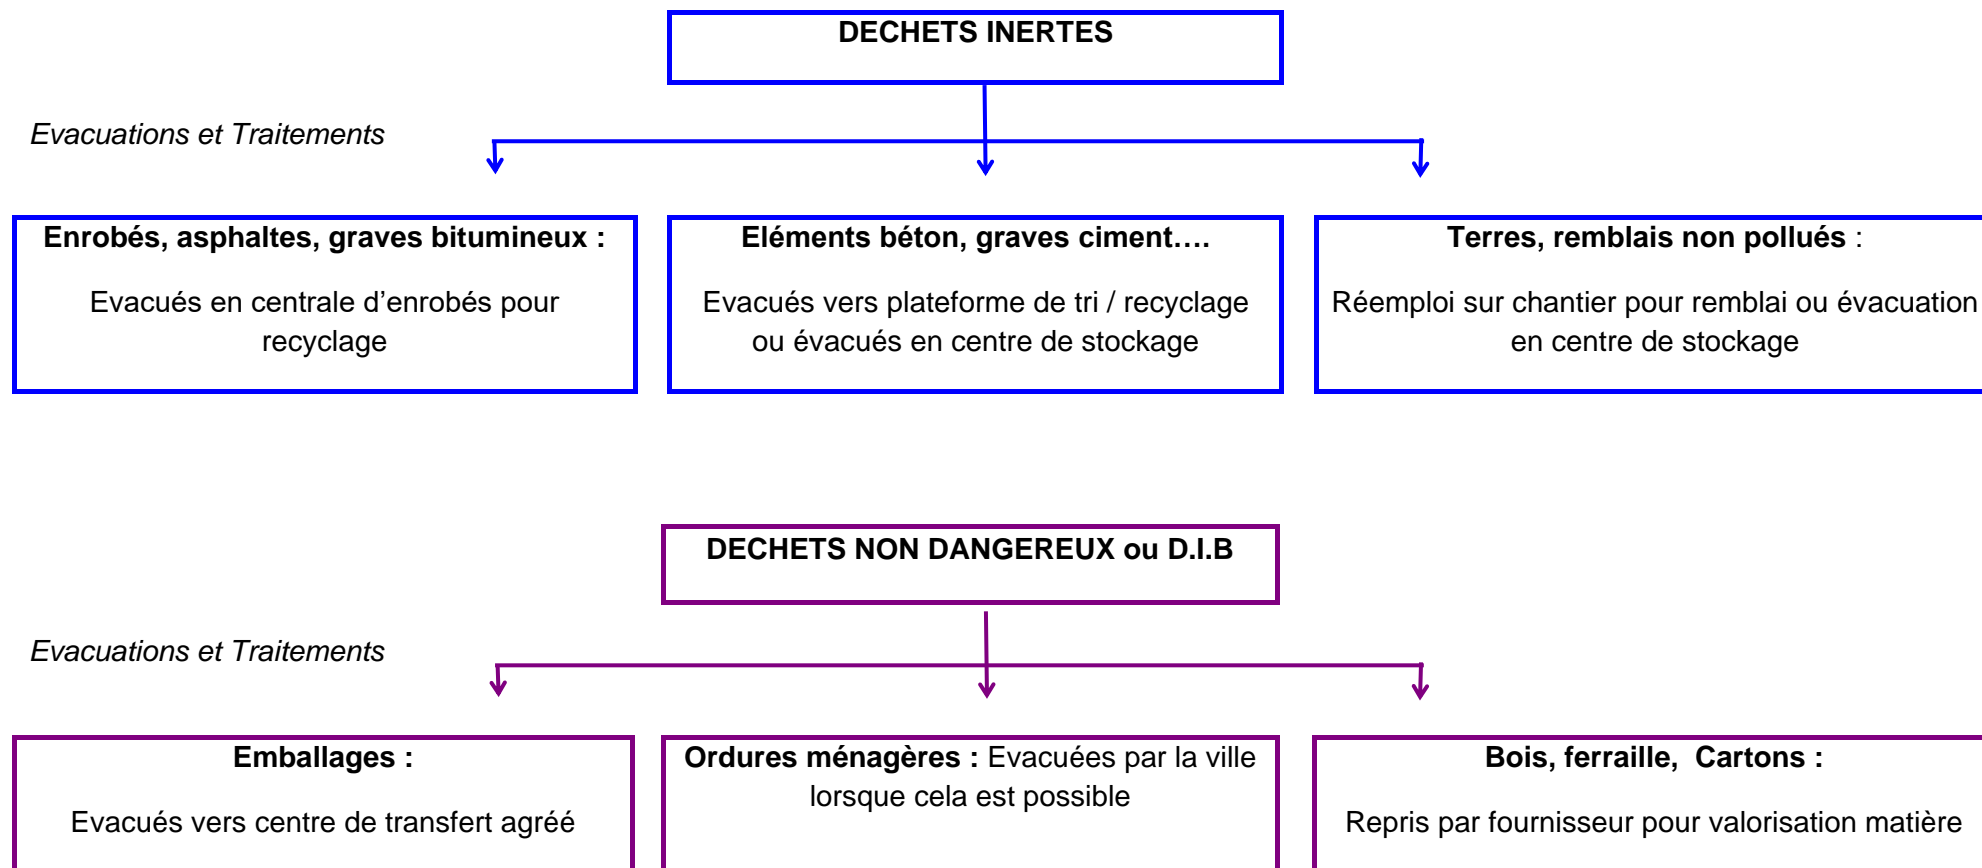 DECHETS INERTES
Evacuations et Traitements
Enrobés, asphaltes, graves bitumineux :
Evacués en centrale d’enrobés pour
recyclage
Eléments béton, graves ciment….
Evacués vers plateforme de tri / recyclage
ou évacués en centre de stockage
Terres, remblais non pollués :
Réemploi sur chantier pour remblai ou évacuation
en centre de stockage
DECHETS NON DANGEREUX ou D.I.B
Evacuations et Traitements
Emballages :
Evacués vers centre de transfert agréé
Ordures ménagères : Evacuées par la ville
lorsque cela est possible
Bois, ferraille, Cartons :
Repris par fournisseur pour valorisation matière